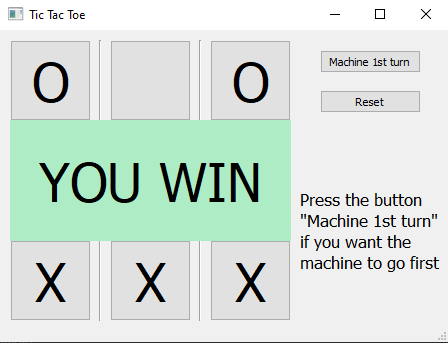 Tic Tac Toe
O O
Machine 1st turn
Reset
YOU WIN
Press the button
"Machine 1st turn"
if you want the
machine to go first
X X X